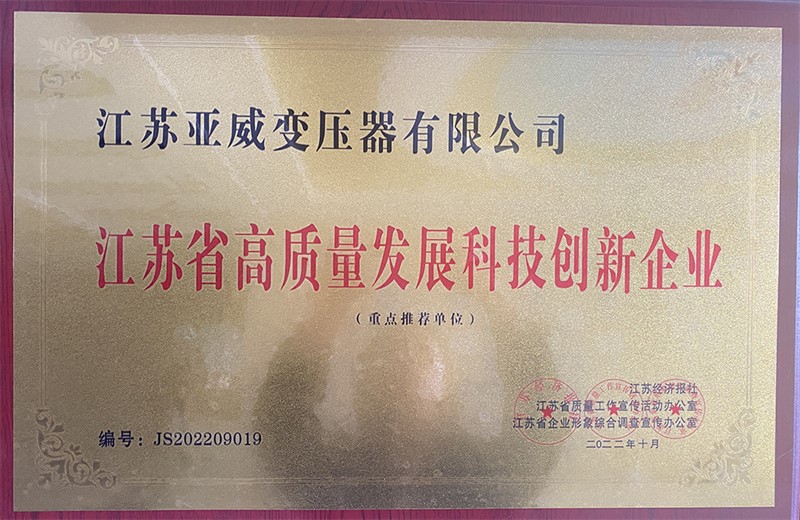 江苏亚威变压器有限公司
江苏省高质量发展科技创新企业
（重点推荐单位）
编号：JS202209019
江苏经济报社
江苏省质量工作宣传活动办公室
江苏省企业形象综合调查宣传办公室
二〇二二年十月